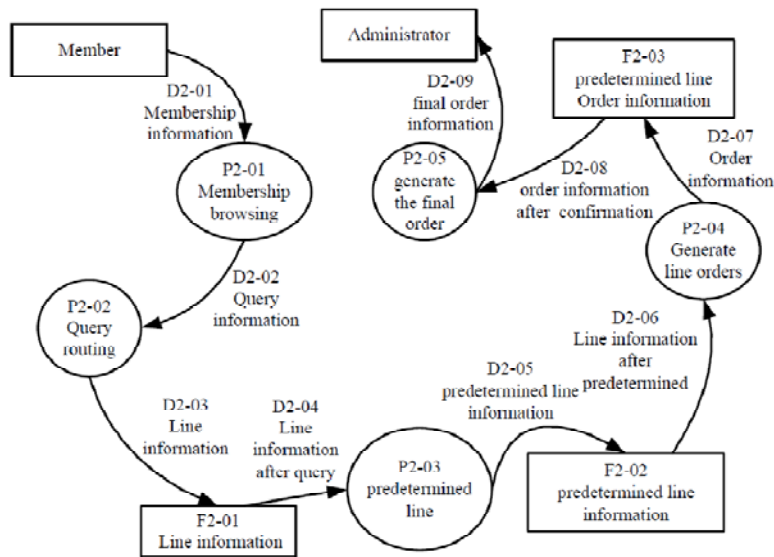 Member
D2-01
Membership
information
P2-01
Membership
browsing
D2-02
Query
information
P2-02
Query
routing
D2-03
Line
information
F2-01
Line information
D2-04
Line
information
after query
P2-03
predetermined
line
D2-05
predetermined line
information
F2-02
predetermined line
information
D2-06
Line information
after
predetermined
P2-04
Generate
line orders
D2-07
Order
information
F2-03
predetermined line
Order information
D2-08
order information
after confirmation
P2-05
generate
the final
order
D2-09
final order
information
Administrator